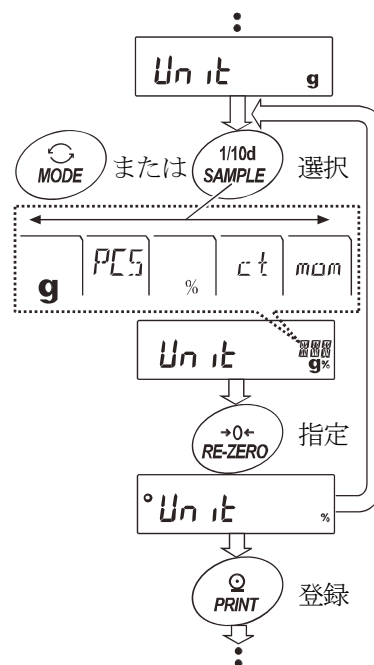 Unit g
MODE または 1/10d SAMPLE 選択
g PCS % ct mom
Unit g%
→0← RE-ZERO 指定
Unit %
PRINT 登録